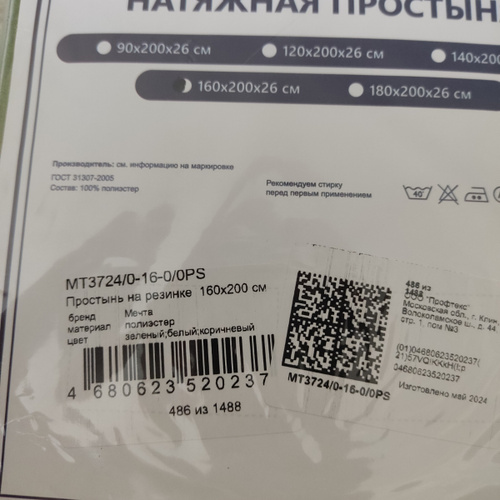 НАТЯЖНАЯ ПРОСТЫН
90x200x26 см
120x200x26 см
140x20
160x200x26 см
180x200x26 см
Производитель: см. информацию на маркировке
ГОСТ 31307-2005
Состав: 100% полиэстер
Рекомендуем стирку
перед первым применением
40°
MT3724/0-16-0/0PS
Простынь на резинке 160x200 см
бренд Мечта
материал полиэстер
цвет зеленый;белый;коричневый
4 680623 520237
486 из 1488
486 из
1488
ООО "Профтекс"
Московская обл., г. Клин
Волоколамское ш., д. 44
стр. 1, пом №3
(01)04680623520237(
04680623520237
Изготовлено май 2024
MT3724/0-16-0/0PS